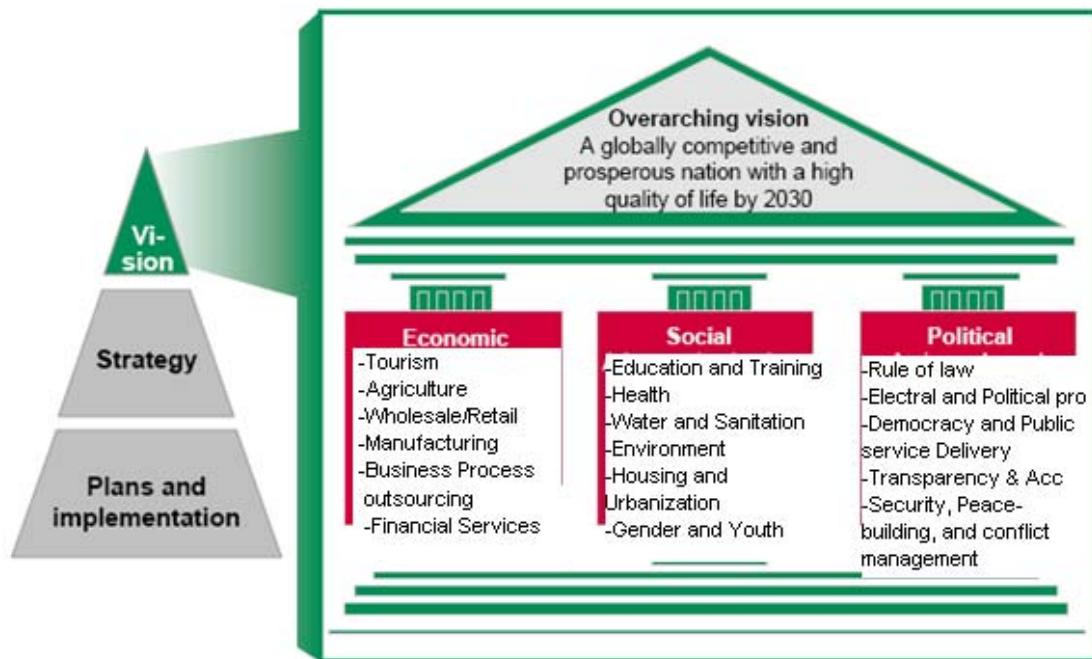 Overarching vision
A globally competitive and
prosperous nation with a high
quality of life by 2030
Vi-
sion
Strategy
Plans and
implementation
Economic
-Tourism
-Agriculture
-Wholesale/Retail
-Manufacturing
-Business Process
outsourcing
-Financial Services
Social
-Education and Training
-Health
-Water and Sanitation
-Environment
-Housing and
Urbanization
-Gender and Youth
Political
-Rule of law
-Electral and Political pro
-Democracy and Public
service Delivery
-Transparency & Acc
-Security, Peace-
building, and conflict
management